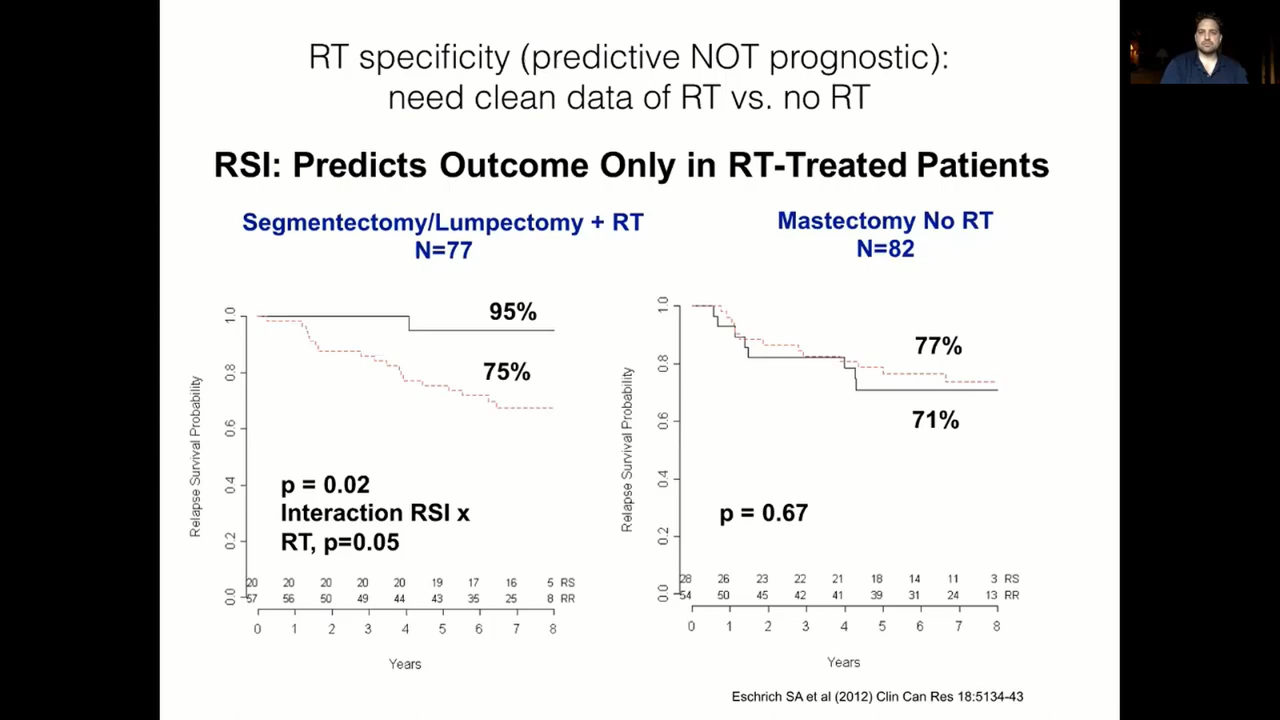 RT specificity (predictive NOT prognostic):
need clean data of RT vs. no RT
RSI: Predicts Outcome Only in RT-Treated Patients
Segmentectomy/Lumpectomy + RT
N=77
Mastectomy No RT
N=82
Relapse Survival Probability
1.0
0.8
0.6
0.4
0.2
0.0
95%
75%
p = 0.02
Interaction RSI x
RT, p=0.05
20 20 20 20 20 19 17 16 5 RS
57 56 50 49 44 43 35 25 8 RR
0 1 2 3 4 5 6 7 8
Years
Relapse Survival Probability
1.0
0.8
0.6
0.4
0.2
0.0
77%
71%
p = 0.67
28 26 23 22 21 18 14 11 3 RS
54 50 45 42 41 39 31 24 13 RR
0 1 2 3 4 5 6 7 8
Years
Eschrich SA et al (2012) Clin Can Res 18:5134-43